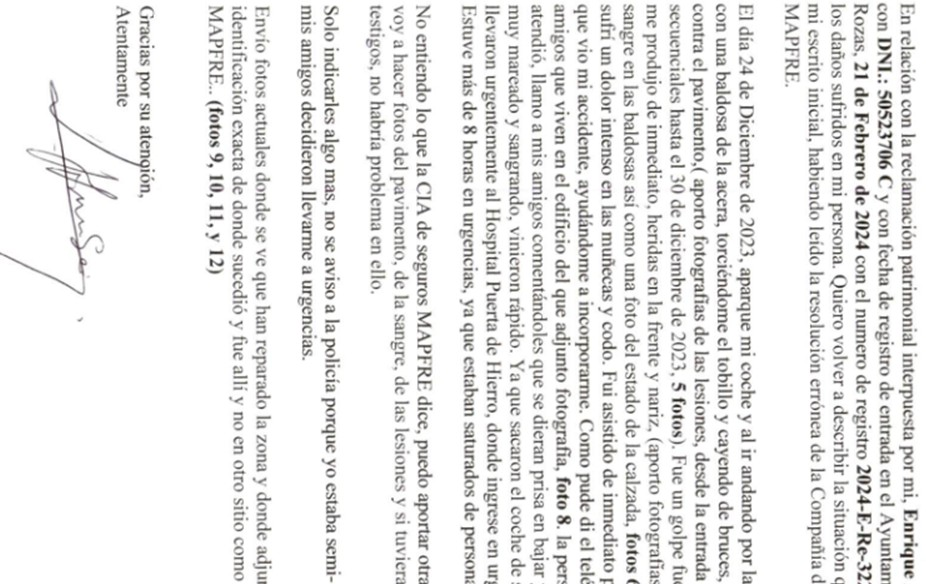 En relación con la reclamación patrimonial interpuesta por mi, Enrique
con DNI.: 50523706 C y con fecha de registro de entrada en el
Rozas, 21 de Febrero de 2024 con el numero de registro 2024-E-Re-32
los daños sufridos en mi persona. Quiero volver a describir la situación
mi escrito inicial, habiendo leído la resolución errónea de la Compañía
MAPFRE.
El día 24 de Diciembre de 2023, aparque mi coche y al ir andando por la
con una baldosa de la acera, torciéndome el tobillo y cayendo de bruces,
contra el pavimento,( aporto fotografías de las lesiones, desde la entrada
secuenciales hasta el 30 de diciembre de 2023, 5 fotos). Fue un golpe
me produjo de inmediato, heridas en la frente y nariz, (aporto fotografías
sangre en las baldosas así como una foto del estado de la calzada, fotos
sufrí un dolor intenso en las muñecas y codo. Fui asistido de inmediato
que vio mi accidente, ayudándome a incorporarme. Como pude di el
amigos que viven en el edificio del que adjunto fotografía, foto 8. la
atendió, llamo a mis amigos comentándoles que se dieran prisa en bajar
muy mareado y sangrando, vinieron rápido. Ya que sacaron el coche de
llevaron urgentemente al Hospital Puerta de Hierro, donde ingrese en
Estuve más de 8 horas en urgencias, ya que estaban saturados de
No entiendo lo que la CIA de seguros MAPFRE dice, puedo aportar
voy a hacer fotos del pavimento, de la sangre, de las lesiones y si tuviera
testigos, no habría problema en ello.
Solo indicarles algo mas, no se aviso a la policía porque yo estaba semi-
mis amigos decidieron llevarme a urgencias.
Envío fotos actuales donde se ve que han reparado la zona y donde
identificación exacta de donde sucedió y fue allí y no en otro sitio como
MAPFRE.. (fotos 9, 10, 11, y 12)
Gracias por su atención,
Atentamente